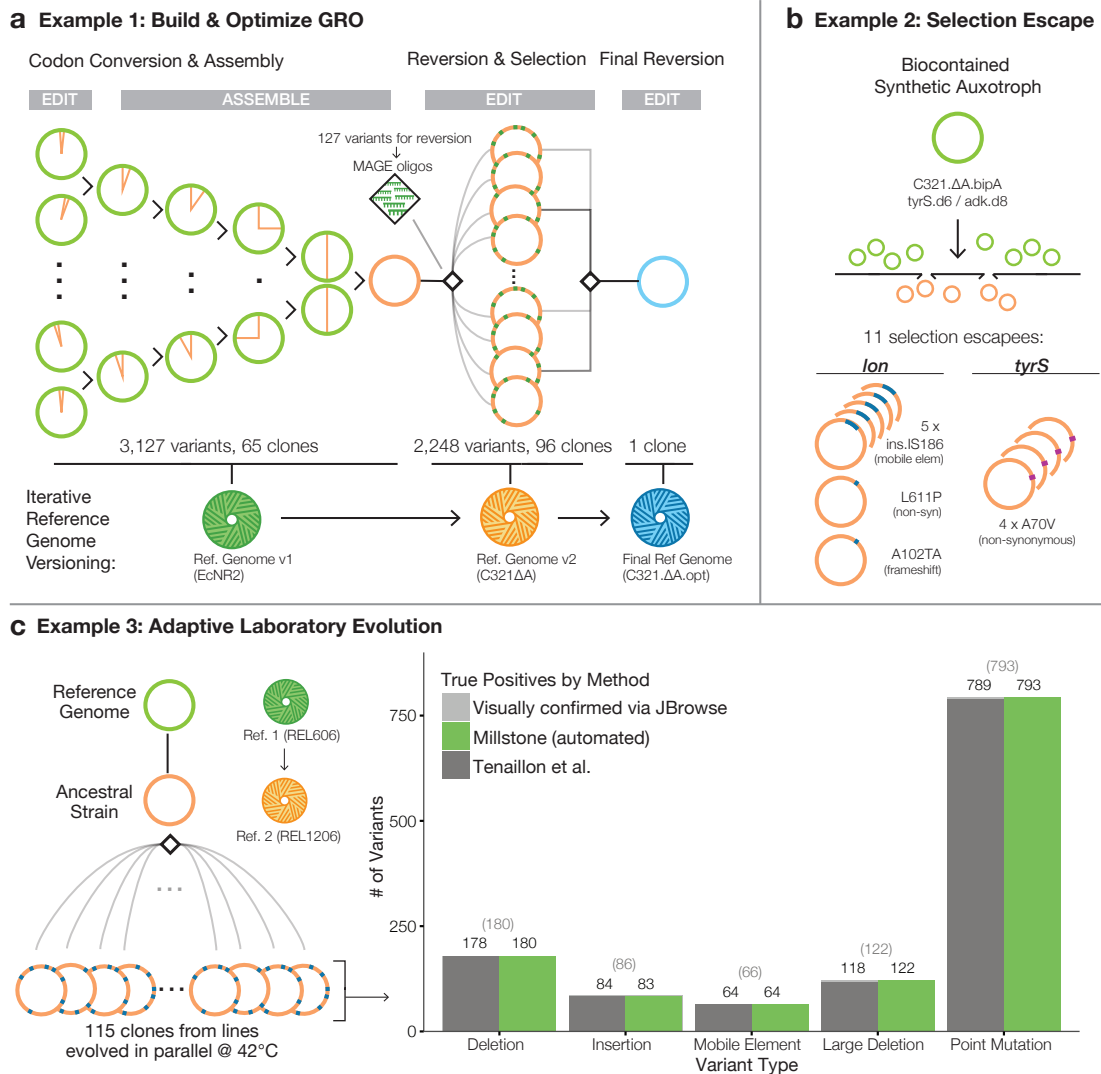 a Example 1: Build & Optimize GRO
Codon Conversion & Assembly
Reversion & Selection
Final Reversion
EDIT
ASSEMBLE
EDIT
EDIT
127 variants for reversion
MAGE oligos
3,127 variants, 65 clones
2,248 variants, 96 clones
1 clone
Iterative
Reference
Genome
Versioning:
Ref. Genome v1
(EcNR2)
Ref. Genome v2
(C321ΔA)
Final Ref Genome
(C321.ΔA.opt)
b Example 2: Selection Escape
Biocontained
Synthetic Auxotroph
C321.ΔA.bipA
tyrS.d6 / adk.d8
11 selection escapees:
lon
tyrS
5 x
ins.IS186
(mobile elem)
L611P
(non-syn)
A102TA
(frameshift)
4 x A70V
(non-synonymous)
c Example 3: Adaptive Laboratory Evolution
Reference
Genome
Ancestral
Strain
Ref. 1 (REL606)
Ref. 2 (REL1206)
...
...
115 clones from lines
evolved in parallel @ 42°C
# of Variants
750
500
250
0
True Positives by Method
Visually confirmed via JBrowse
Millstone (automated)
Tenaillon et al.
(180)
178 180
(86)
84 83
(66)
64 64
(122)
118 122
(793)
789 793
Deletion
Insertion
Mobile Element
Large Deletion
Point Mutation
Variant Type